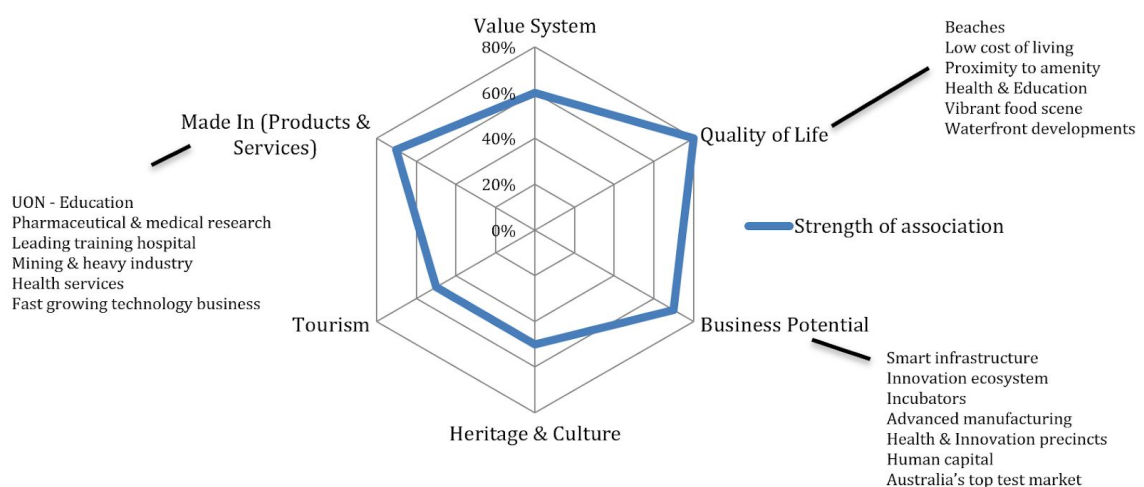 Value System
80%
60%
40%
20%
0%
Quality of Life
Beaches
Low cost of living
Proximity to amenity
Health & Education
Vibrant food scene
Waterfront developments
Strength of association
Business Potential
Smart infrastructure
Innovation ecosystem
Incubators
Advanced manufacturing
Health & Innovation precincts
Human capital
Australia's top test market
Heritage & Culture
Tourism
Made In (Products &
Services)
UON - Education
Pharmaceutical & medical research
Leading training hospital
Mining & heavy industry
Health services
Fast growing technology business